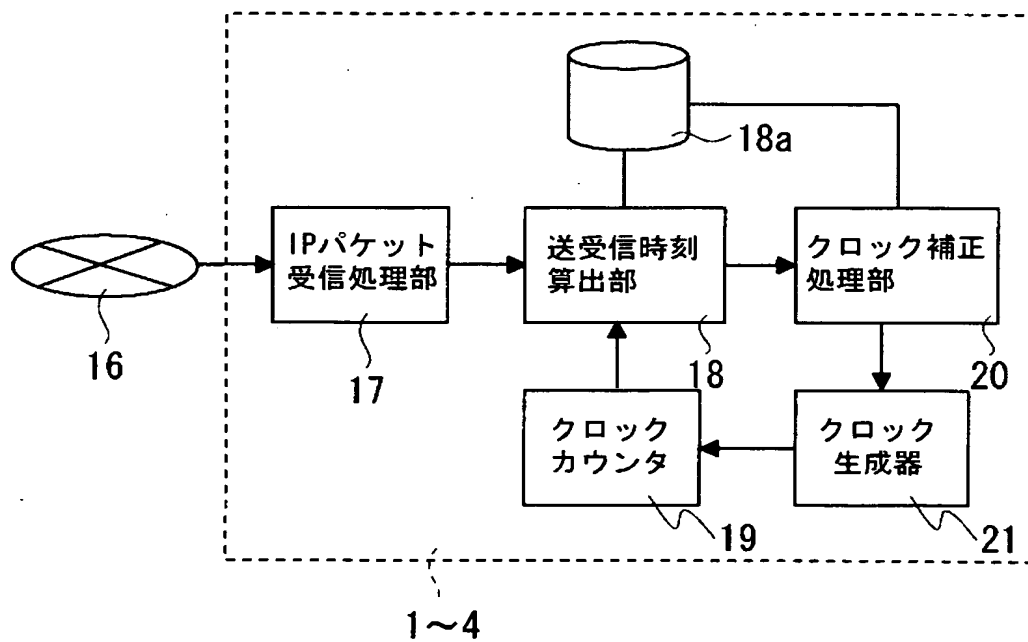 18a
IPパケット
受信処理部
送受信時刻
算出部
クロック補正
処理部
16
17
18
20
クロック
カウンタ
クロック
生成器
19
21
1～4